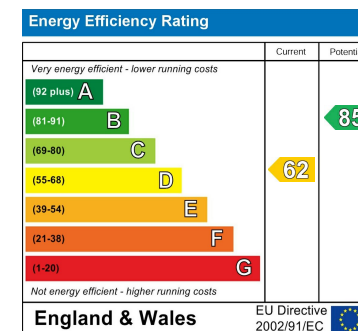 Energy Efficiency Rating
Current
Very energy efficient - lower running costs
(92 plus) A
(81-91) B
85
(69-80) C
62
(55-68) D
(39-54) E
(21-38) F
(1-20) G
Not energy efficient - higher running costs
England & Wales
EU Directive
2002/91/EC